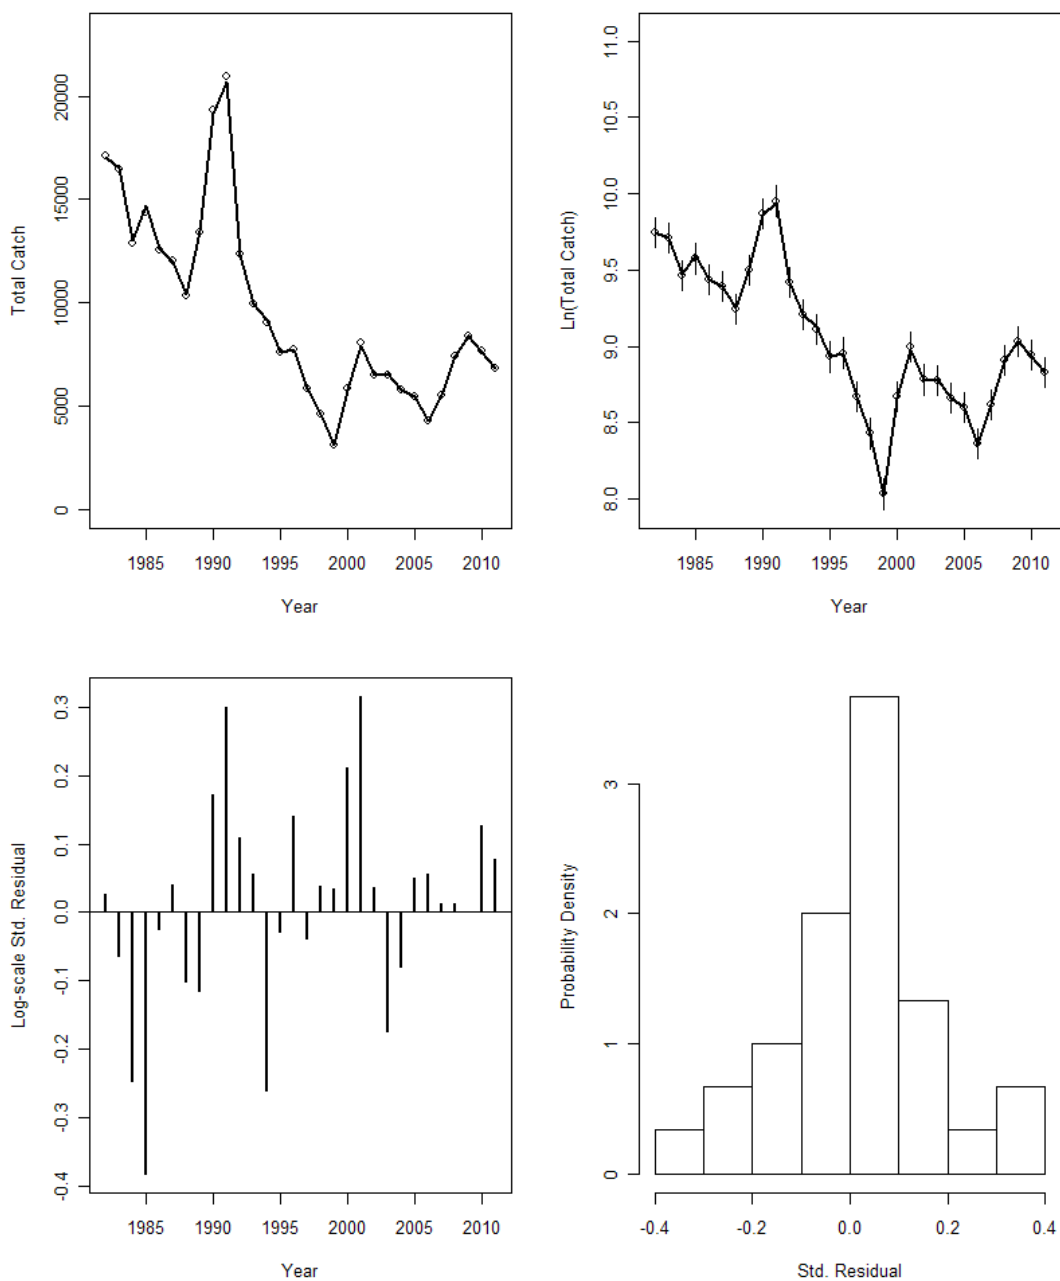 Total Catch
20000
15000
10000
5000
0
1985 1990 1995 2000 2005 2010
Year
Ln(Total Catch)
11.0
10.5
10.0
9.5
9.0
8.5
8.0
1985 1990 1995 2000 2005 2010
Year
Log-scale Std. Residual
0.3
0.2
0.1
0.0
-0.1
-0.2
-0.3
-0.4
1985 1990 1995 2000 2005 2010
Year
Probability Density
3
2
1
0
-0.4 -0.2 0.0 0.2 0.4
Std. Residual